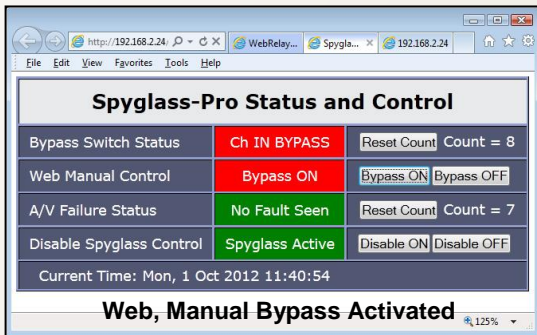 http://192.168.2.24/
WebRelay...
Spygla...
192.168.2.24
File Edit View Favorites Tools Help
Spyglass-Pro Status and Control
Bypass Switch Status Ch IN BYPASS Reset Count Count = 8
Web Manual Control Bypass ON Bypass ON Bypass OFF
A/V Failure Status No Fault Seen Reset Count Count = 7
Disable Spyglass Control Spyglass Active Disable ON Disable OFF
Current Time: Mon, 1 Oct 2012 11:40:54
Web, Manual Bypass Activated
125%